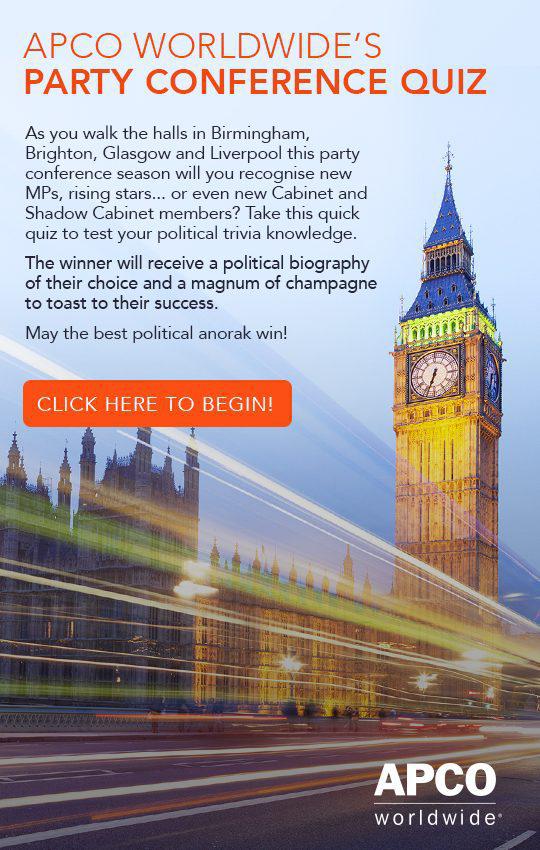 APCO WORLDWIDE’S
PARTY CONFERENCE QUIZ
As you walk the halls in Birmingham,
Brighton, Glasgow and Liverpool this party
conference season will you recognise new
MPs, rising stars... or even new Cabinet and
Shadow Cabinet members? Take this quick
quiz to test your political trivia knowledge.
The winner will receive a political biography
of their choice and a magnum of champagne
to toast to their success.
May the best political anorak win!
CLICK HERE TO BEGIN!
APCO
worldwide®